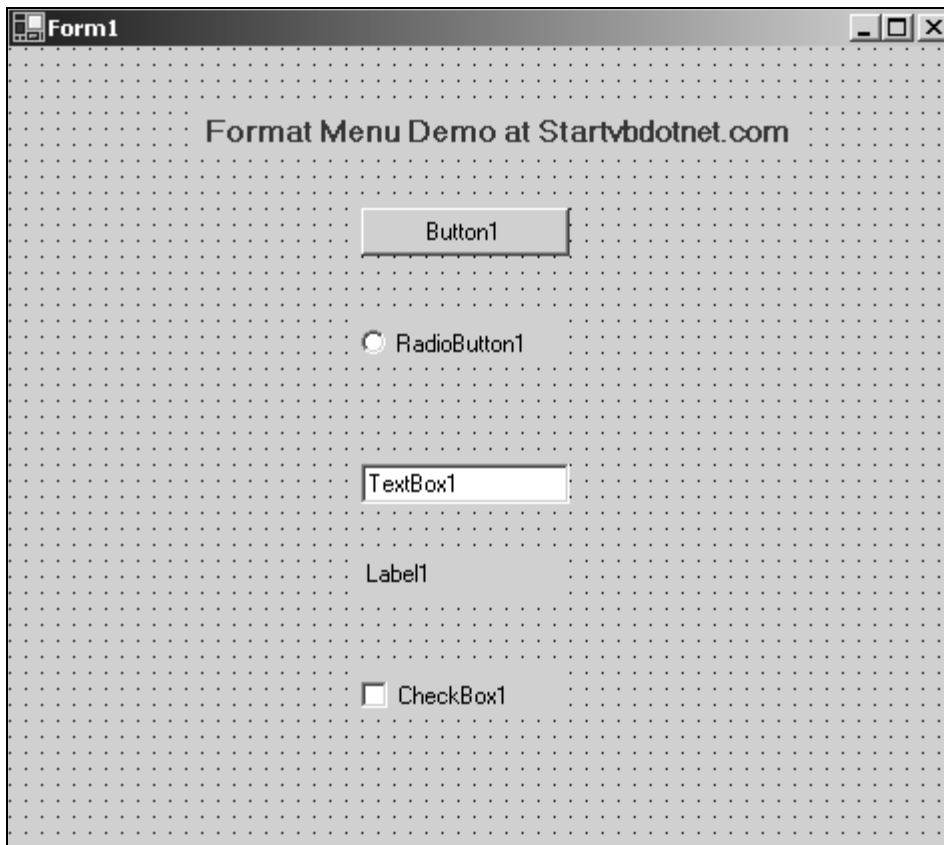 Form1
Format Menu Demo at Startvbdotnet.com
Button1
RadioButton1
TextBox1
Label1
CheckBox1